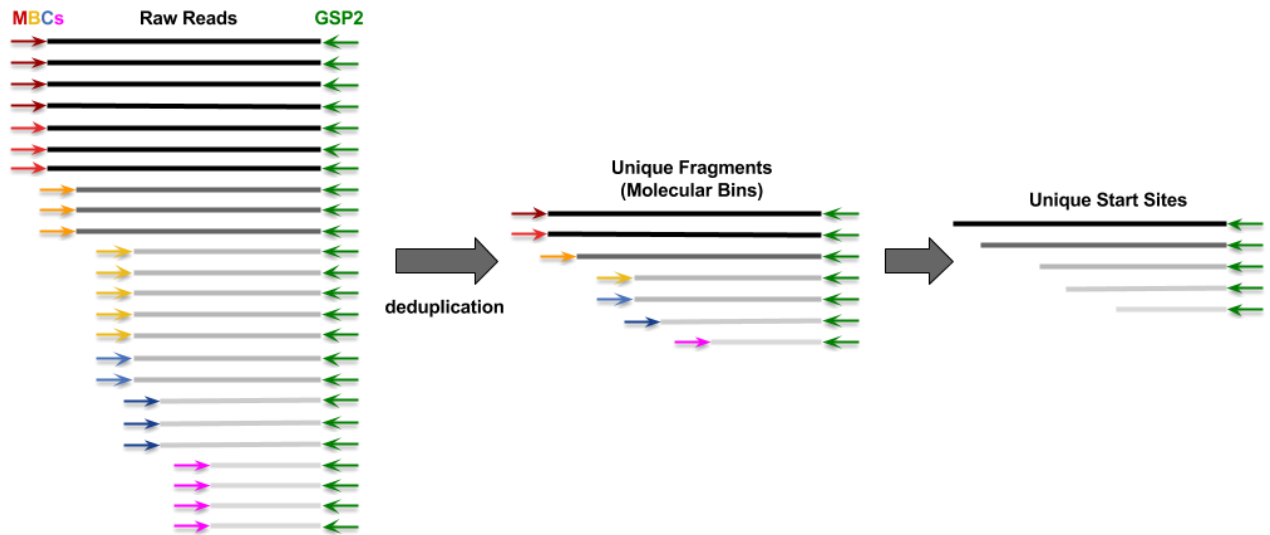 MBCs Raw Reads GSP2
Unique Fragments
(Molecular Bins)
Unique Start Sites
deduplication